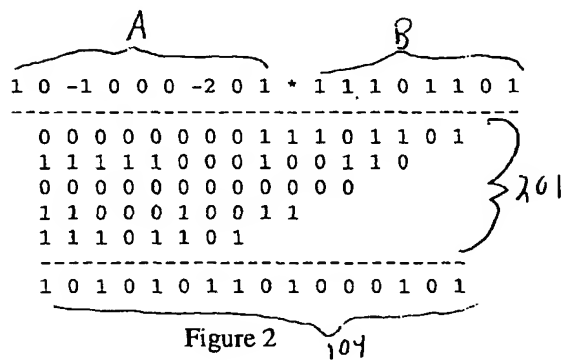 A B
1 0 -1 0 0 0 -2 0 1 * 1 1 1 0 1 1 0 1
0 0 0 0 0 0 0 0 1 1 1 0 1 1 0 1
1 1 1 1 1 0 0 0 1 0 0 1 1 0
0 0 0 0 0 0 0 0 0 0 0 0
1 1 0 0 0 1 0 0 1 1
1 1 1 0 1 1 0 1
201
1 0 1 0 1 0 1 1 0 1 0 0 0 1 0 1
Figure 2
104